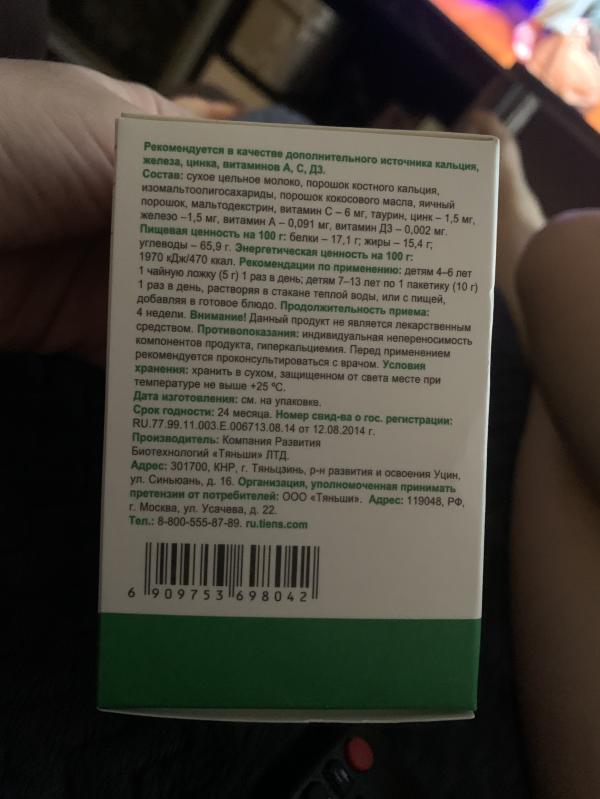 Рекомендуется в качестве дополнительного источника кальция,
железа, цинка, витаминов А, С, Д3.
Состав: сухое цельное молоко, порошок костного кальция,
изомальтоолигосахариды, порошок кокосового масла, яичный
порошок, мальтодекстрин, витамин С – 6 мг, таурин, цинк – 1,5 мг,
железо –1,5 мг, витамин А – 0,091 мг, витамин Д3 – 0,002 мг.
Пищевая ценность на 100 г: белки – 17,1 г; жиры – 15,4 г;
углеводы – 65,9 г. Энергетическая ценность на 100 г:
1970 кДж/470 ккал. Рекомендации по применению: детям 4–6 лет
1 чайную ложку (5 г) 1 раз в день; детям 7–13 лет по 1 пакетику (10 г)
1 раз в день, растворяя в стакане теплой воды, или с пищей,
добавляя в готовое блюдо. Продолжительность приема:
4 недели. Внимание! Данный продукт не является лекарственным
средством. Противопоказания: индивидуальная непереносимость
компонентов продукта, гиперкальциемия. Перед применением
рекомендуется проконсультироваться с врачом. Условия
хранения: хранить в сухом, защищенном от света месте при
температуре не выше +25 ºС.
Дата изготовления: см. на упаковке.
Срок годности: 24 месяца. Номер свид-ва о гос. регистрации:
RU.77.99.11.003.Е.006713.08.14 от 12.08.2014 г.
Производитель: Компания Развития
Биотехнологий «Тяньши» ЛТД.
Адрес: 301700, КНР, г. Тяньцзинь, р-н развития и освоения Уцин,
ул. Синьюань, д. 16. Организация, уполномоченная принимать
претензии от потребителей: ООО «Тяньши». Адрес: 119048, РФ,
г. Москва, ул. Усачева, д. 22.
Тел.: 8-800-555-87-89. ru.tiens.com
6 909753 698042